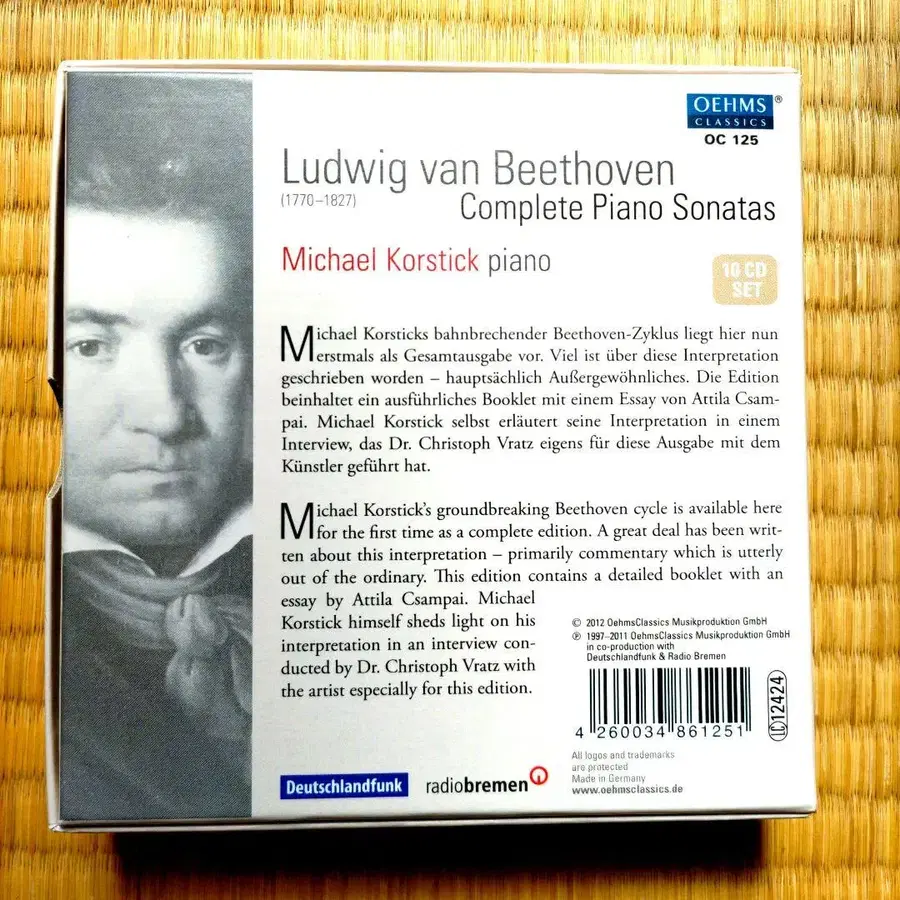 OEHMS®
CLASSICS
OC 125
Ludwig van Beethoven
(1770–1827)
Complete Piano Sonatas
Michael Korstick piano
10 CD
SET
Michael Korsticks bahnbrechender Beethoven-Zyklus liegt hier nun
erstmals als Gesamtausgabe vor. Viel ist über diese Interpretation
geschrieben worden – hauptsächlich Außergewöhnliches. Die Edition
beinhaltet ein ausführliches Booklet mit einem Essay von Attila Csam-
pai. Michael Korstick selbst erläutert seine Interpretation in einem
Interview, das Dr. Christoph Vratz eigens für diese Ausgabe mit dem
Künstler geführt hat.
Michael Korstick's groundbreaking Beethoven cycle is available here
for the first time as a complete edition. A great deal has been writ-
ten about this interpretation – primarily commentary which is utterly
out of the ordinary. This edition contains a detailed booklet with an
essay by Attila Csampai. Michael
Korstick himself sheds light on his
interpretation in an interview con-
ducted by Dr. Christoph Vratz with
the artist especially for this edition.
© 2012 OehmsClassics Musikproduktion GmbH
℗ 1997–2011 OehmsClassics Musikproduktion GmbH
in co-production with
Deutschlandfunk & Radio Bremen
4 260034 861251
LC 12424
All logos and trademarks
are protected
Made in Germany
www.oehmsclassics.de
Deutschlandfunk
radiobremen